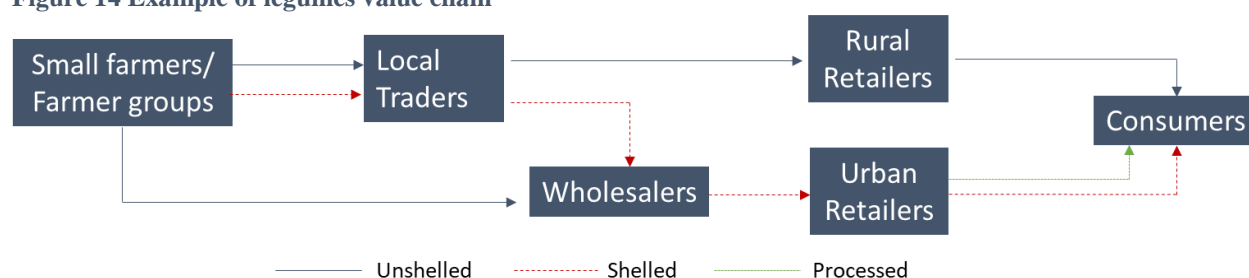 Figure 14 Example of legumes value chain
Small farmers/
Farmer groups
Local
Traders
Rural
Retailers
Consumers
Wholesalers
Urban
Retailers
Unshelled
Shelled
Processed